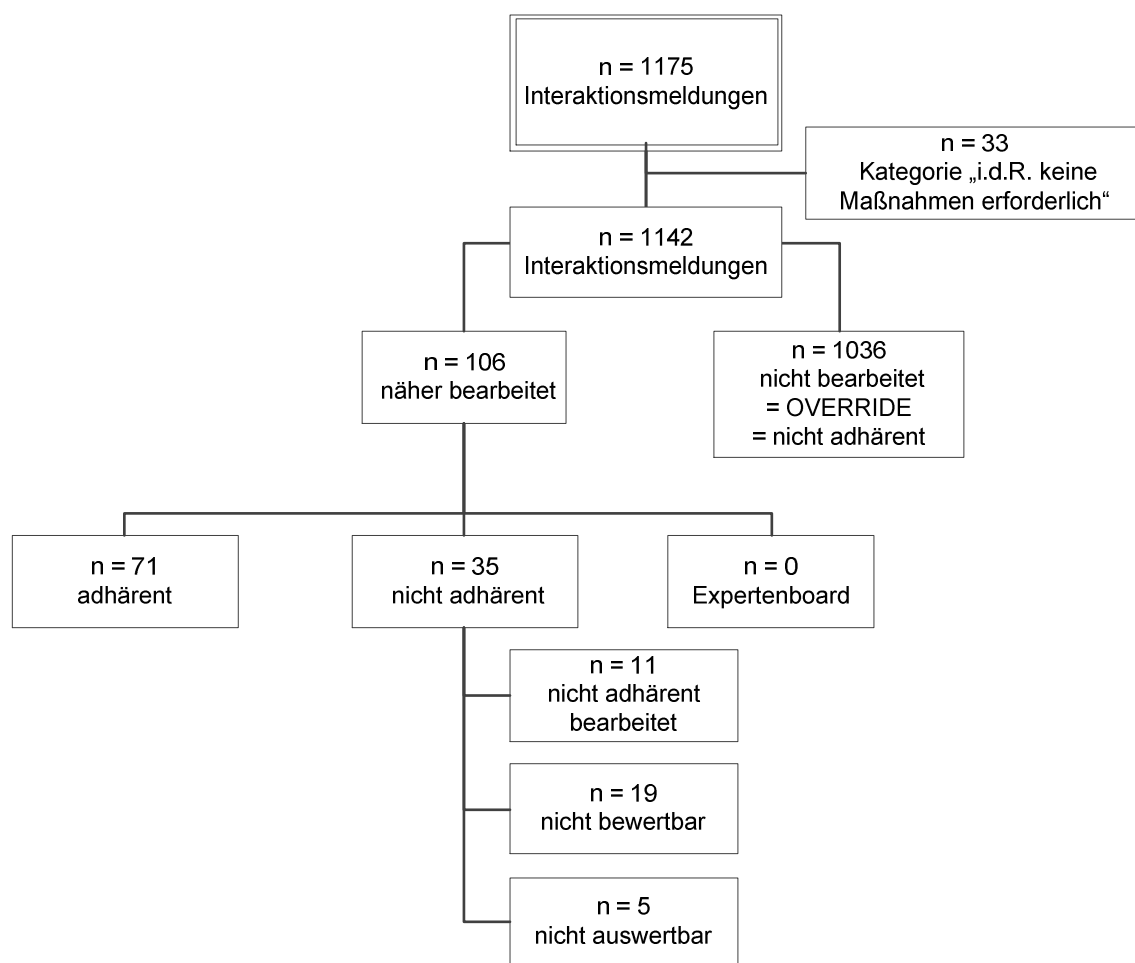 n = 1175
Interaktionsmeldungen
n = 33
Kategorie „i.d.R. keine
Maßnahmen erforderlich“
n = 1142
Interaktionsmeldungen
n = 106
näher bearbeitet
n = 1036
nicht bearbeitet
= OVERRIDE
= nicht adhärent
n = 71
adhärent
n = 35
nicht adhärent
n = 0
Expertenboard
n = 11
nicht adhärent
bearbeitet
n = 19
nicht bewertbar
n = 5
nicht auswertbar